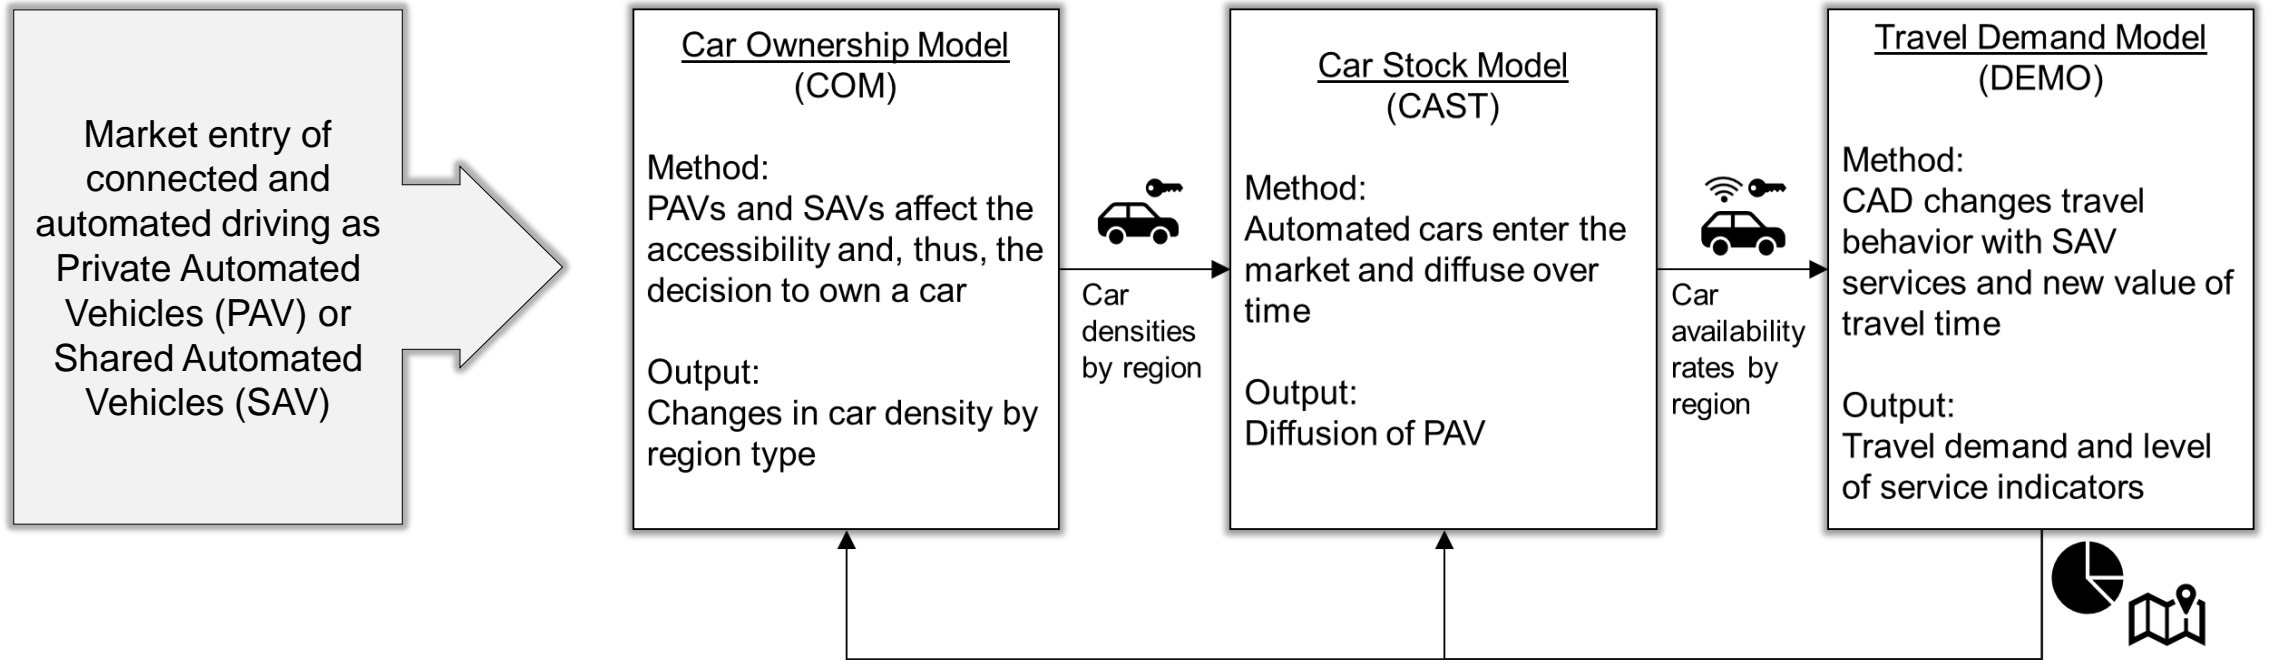 Market entry of
connected and
automated driving as
Private Automated
Vehicles (PAV) or
Shared Automated
Vehicles (SAV)
Car Ownership Model
(COM)
Method:
PAVs and SAVs affect the
accessibility and, thus, the
decision to own a car
Output:
Changes in car density by
region type
Car
densities
by region
Car Stock Model
(CAST)
Method:
Automated cars enter the
market and diffuse over
time
Output:
Diffusion of PAV
Car
availability
rates by
region
Travel Demand Model
(DEMO)
Method:
CAD changes travel
behavior with SAV
services and new value of
travel time
Output:
Travel demand and level
of service indicators